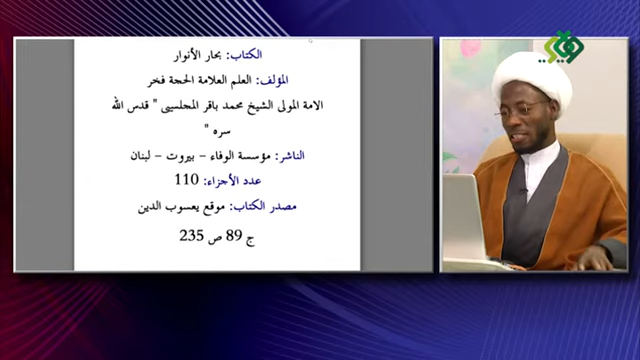 الكتاب: بحار الأنوار
المؤلف: العلم العلامة الحجة فخر
الامة المولى الشيخ محمد باقر المجلسيى " قدس الله
سره "
الناشر: مؤسسة الوفاء – بيروت – لبنان
عدد الأجزاء: 110
مصدر الكتاب: موقع يعسوب الدين
ج 89 ص 235